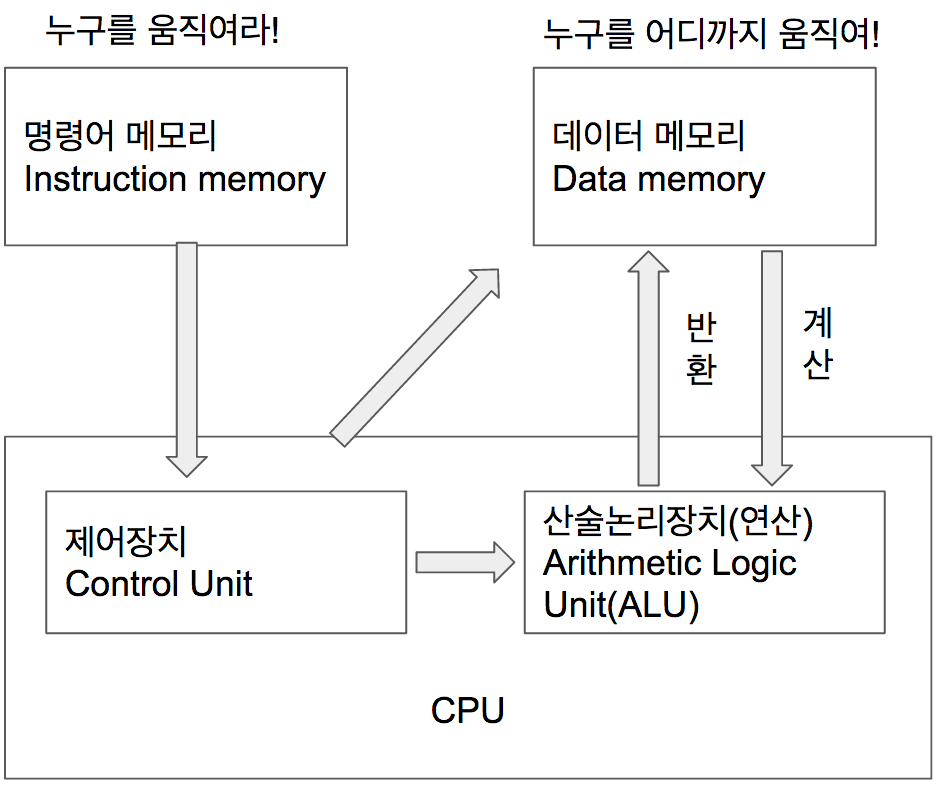 누구를 움직여라!
누구를 어디까지 움직여!
명령어 메모리
Instruction memory
데이터 메모리
Data memory
반
환
계
산
제어장치
Control Unit
산술논리장치(연산)
Arithmetic Logic
Unit(ALU)
CPU